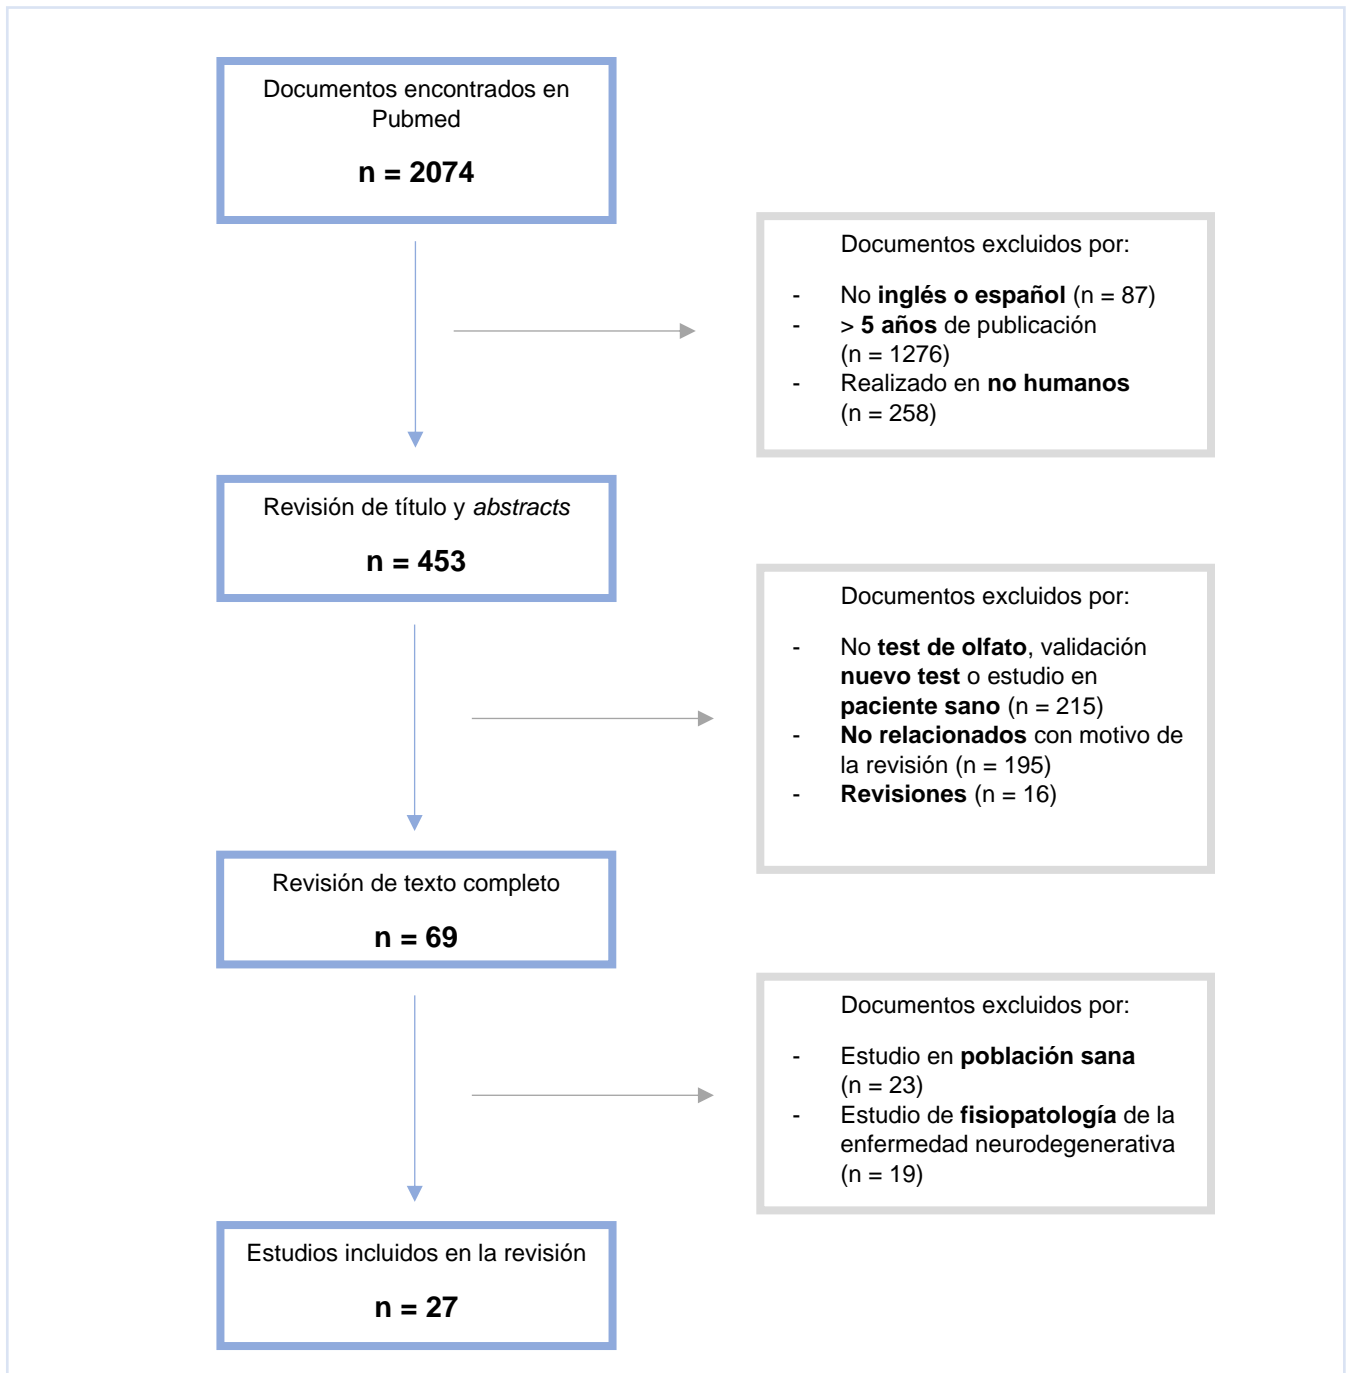 Documentos encontrados en
Pubmed
n = 2074
Documentos excluidos por:
- No inglés o español (n = 87)
- > 5 años de publicación
(n = 1276)
- Realizado en no humanos
(n = 258)
Revisión de título y abstracts
n = 453
Documentos excluidos por:
- No test de olfato, validación
nuevo test o estudio en
paciente sano (n = 215)
- No relacionados con motivo de
la revisión (n = 195)
- Revisiones (n = 16)
Revisión de texto completo
n = 69
Documentos excluidos por:
- Estudio en población sana
(n = 23)
- Estudio de fisiopatología de la
enfermedad neurodegenerativa
(n = 19)
Estudios incluidos en la revisión
n = 27